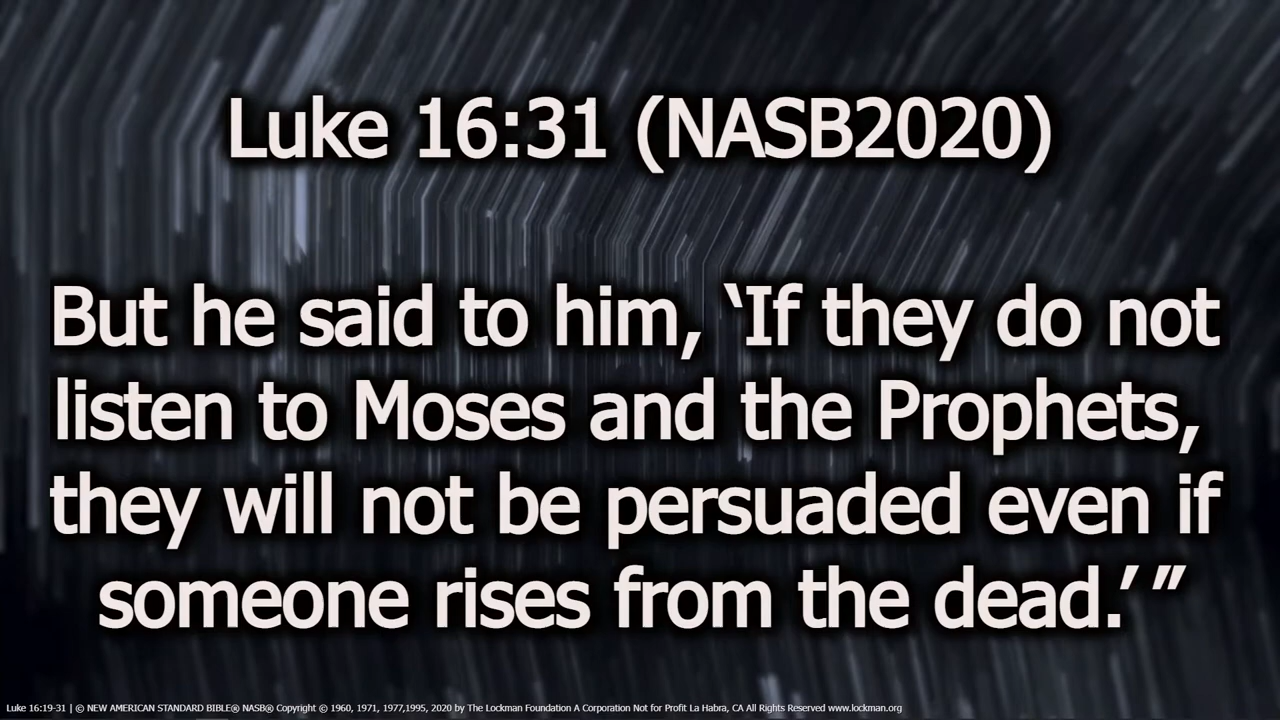 Luke 16:31 (NASB2020)
But he said to him, ‘If they do not
listen to Moses and the Prophets,
they will not be persuaded even if
someone rises from the dead.’ ”
Luke 16:19-31 | © NEW AMERICAN STANDARD BIBLE® NASB® Copyright © 1960, 1971, 1977,1995, 2020 by The Lockman Foundation A Corporation Not for Profit La Habra, CA All Rights Reserved www.lockman.org